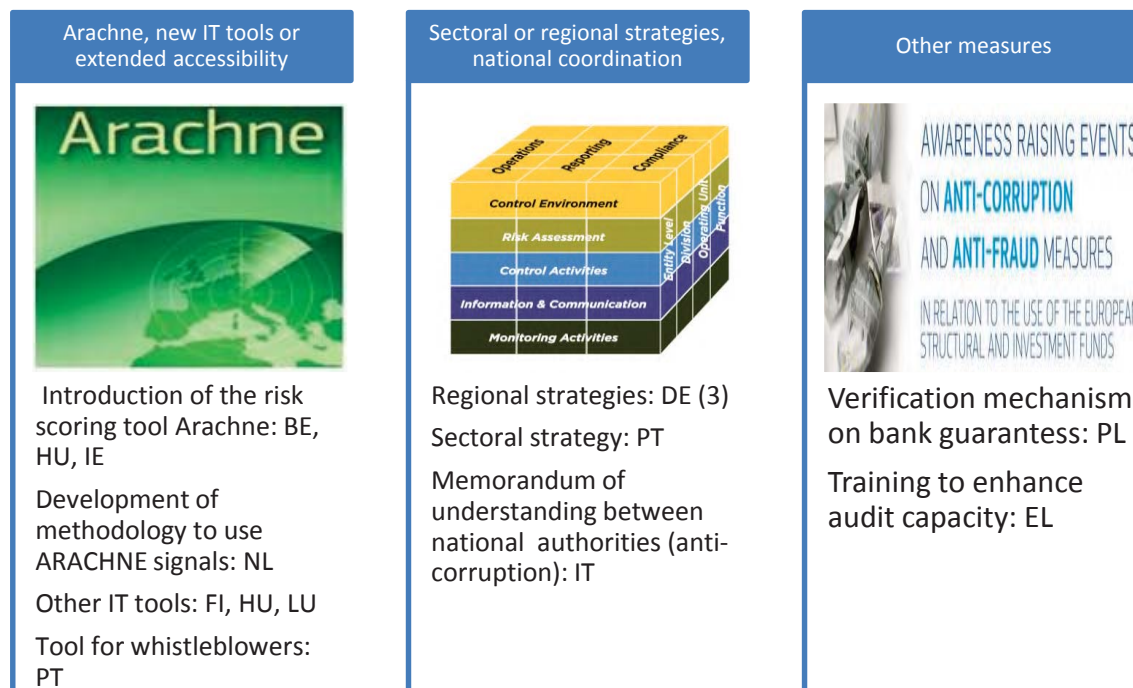 Arachne, new IT tools or
extended accessibility
Arachne
Introduction of the risk
scoring tool Arachne: BE,
HU, IE
Development of
methodology to use
ARACHNE signals: NL
Other IT tools: FI, HU, LU
Tool for whistleblowers:
PT
Sectoral or regional strategies,
national coordination
Operations
Reporting
Compliance
Control Environment
Risk Assessment
Control Activities
Information & Communication
Monitoring Activities
Entity Level
Division
Operating Unit
Function
Regional strategies: DE (3)
Sectoral strategy: PT
Memorandum of
understanding between
national authorities (anti-
corruption): IT
Other measures
AWARENESS RAISING EVENTS
ON ANTI-CORRUPTION
AND ANTI-FRAUD MEASURES
IN RELATION TO THE USE OF THE EUROPEAN
STRUCTURAL AND INVESTMENT FUNDS
Verification mechanism
on bank guarantess: PL
Training to enhance
audit capacity: EL